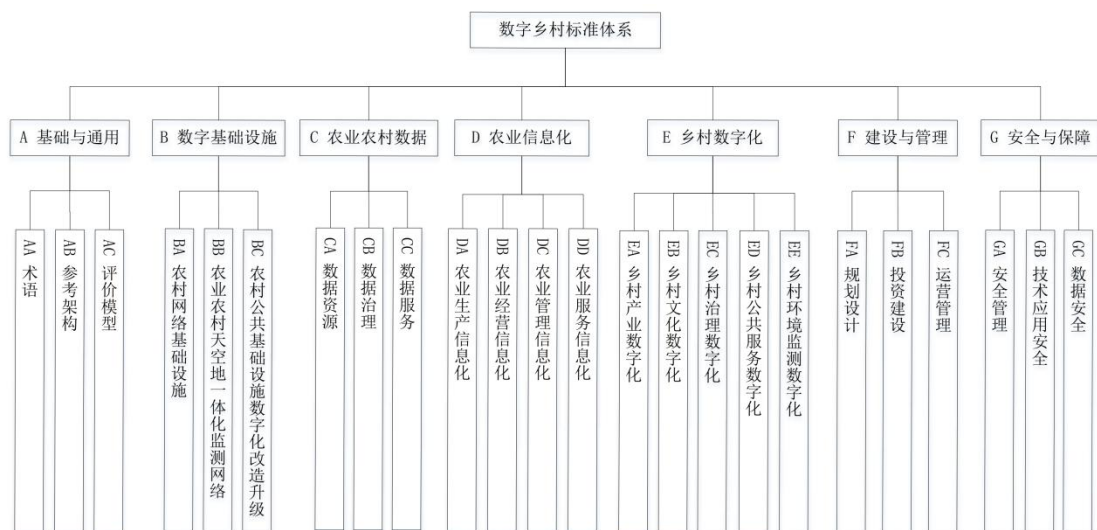 数字乡村标准体系
A 基础与通用
B 数字基础设施
C 农业农村数据
D 农业信息化
E 乡村数字化
F 建设与管理
G 安全与保障
AA 术语
AB 参考架构
AC 评价模型
BA 农村网络基础设施
BB 农业农村天空地一体化监测网络
BC 农村公共基础设施数字化改造升级
CA 数据资源
CB 数据治理
CC 数据服务
DA 农业生产信息化
DB 农业经营信息化
DC 农业管理信息化
DD 农业服务信息化
EA 乡村产业数字化
EB 乡村文化数字化
EC 乡村治理数字化
ED 乡村公共服务数字化
EE 乡村环境监测数字化
FA 规划设计
FB 投资建设
FC 运营管理
GA 安全管理
GB 技术应用安全
GC 数据安全